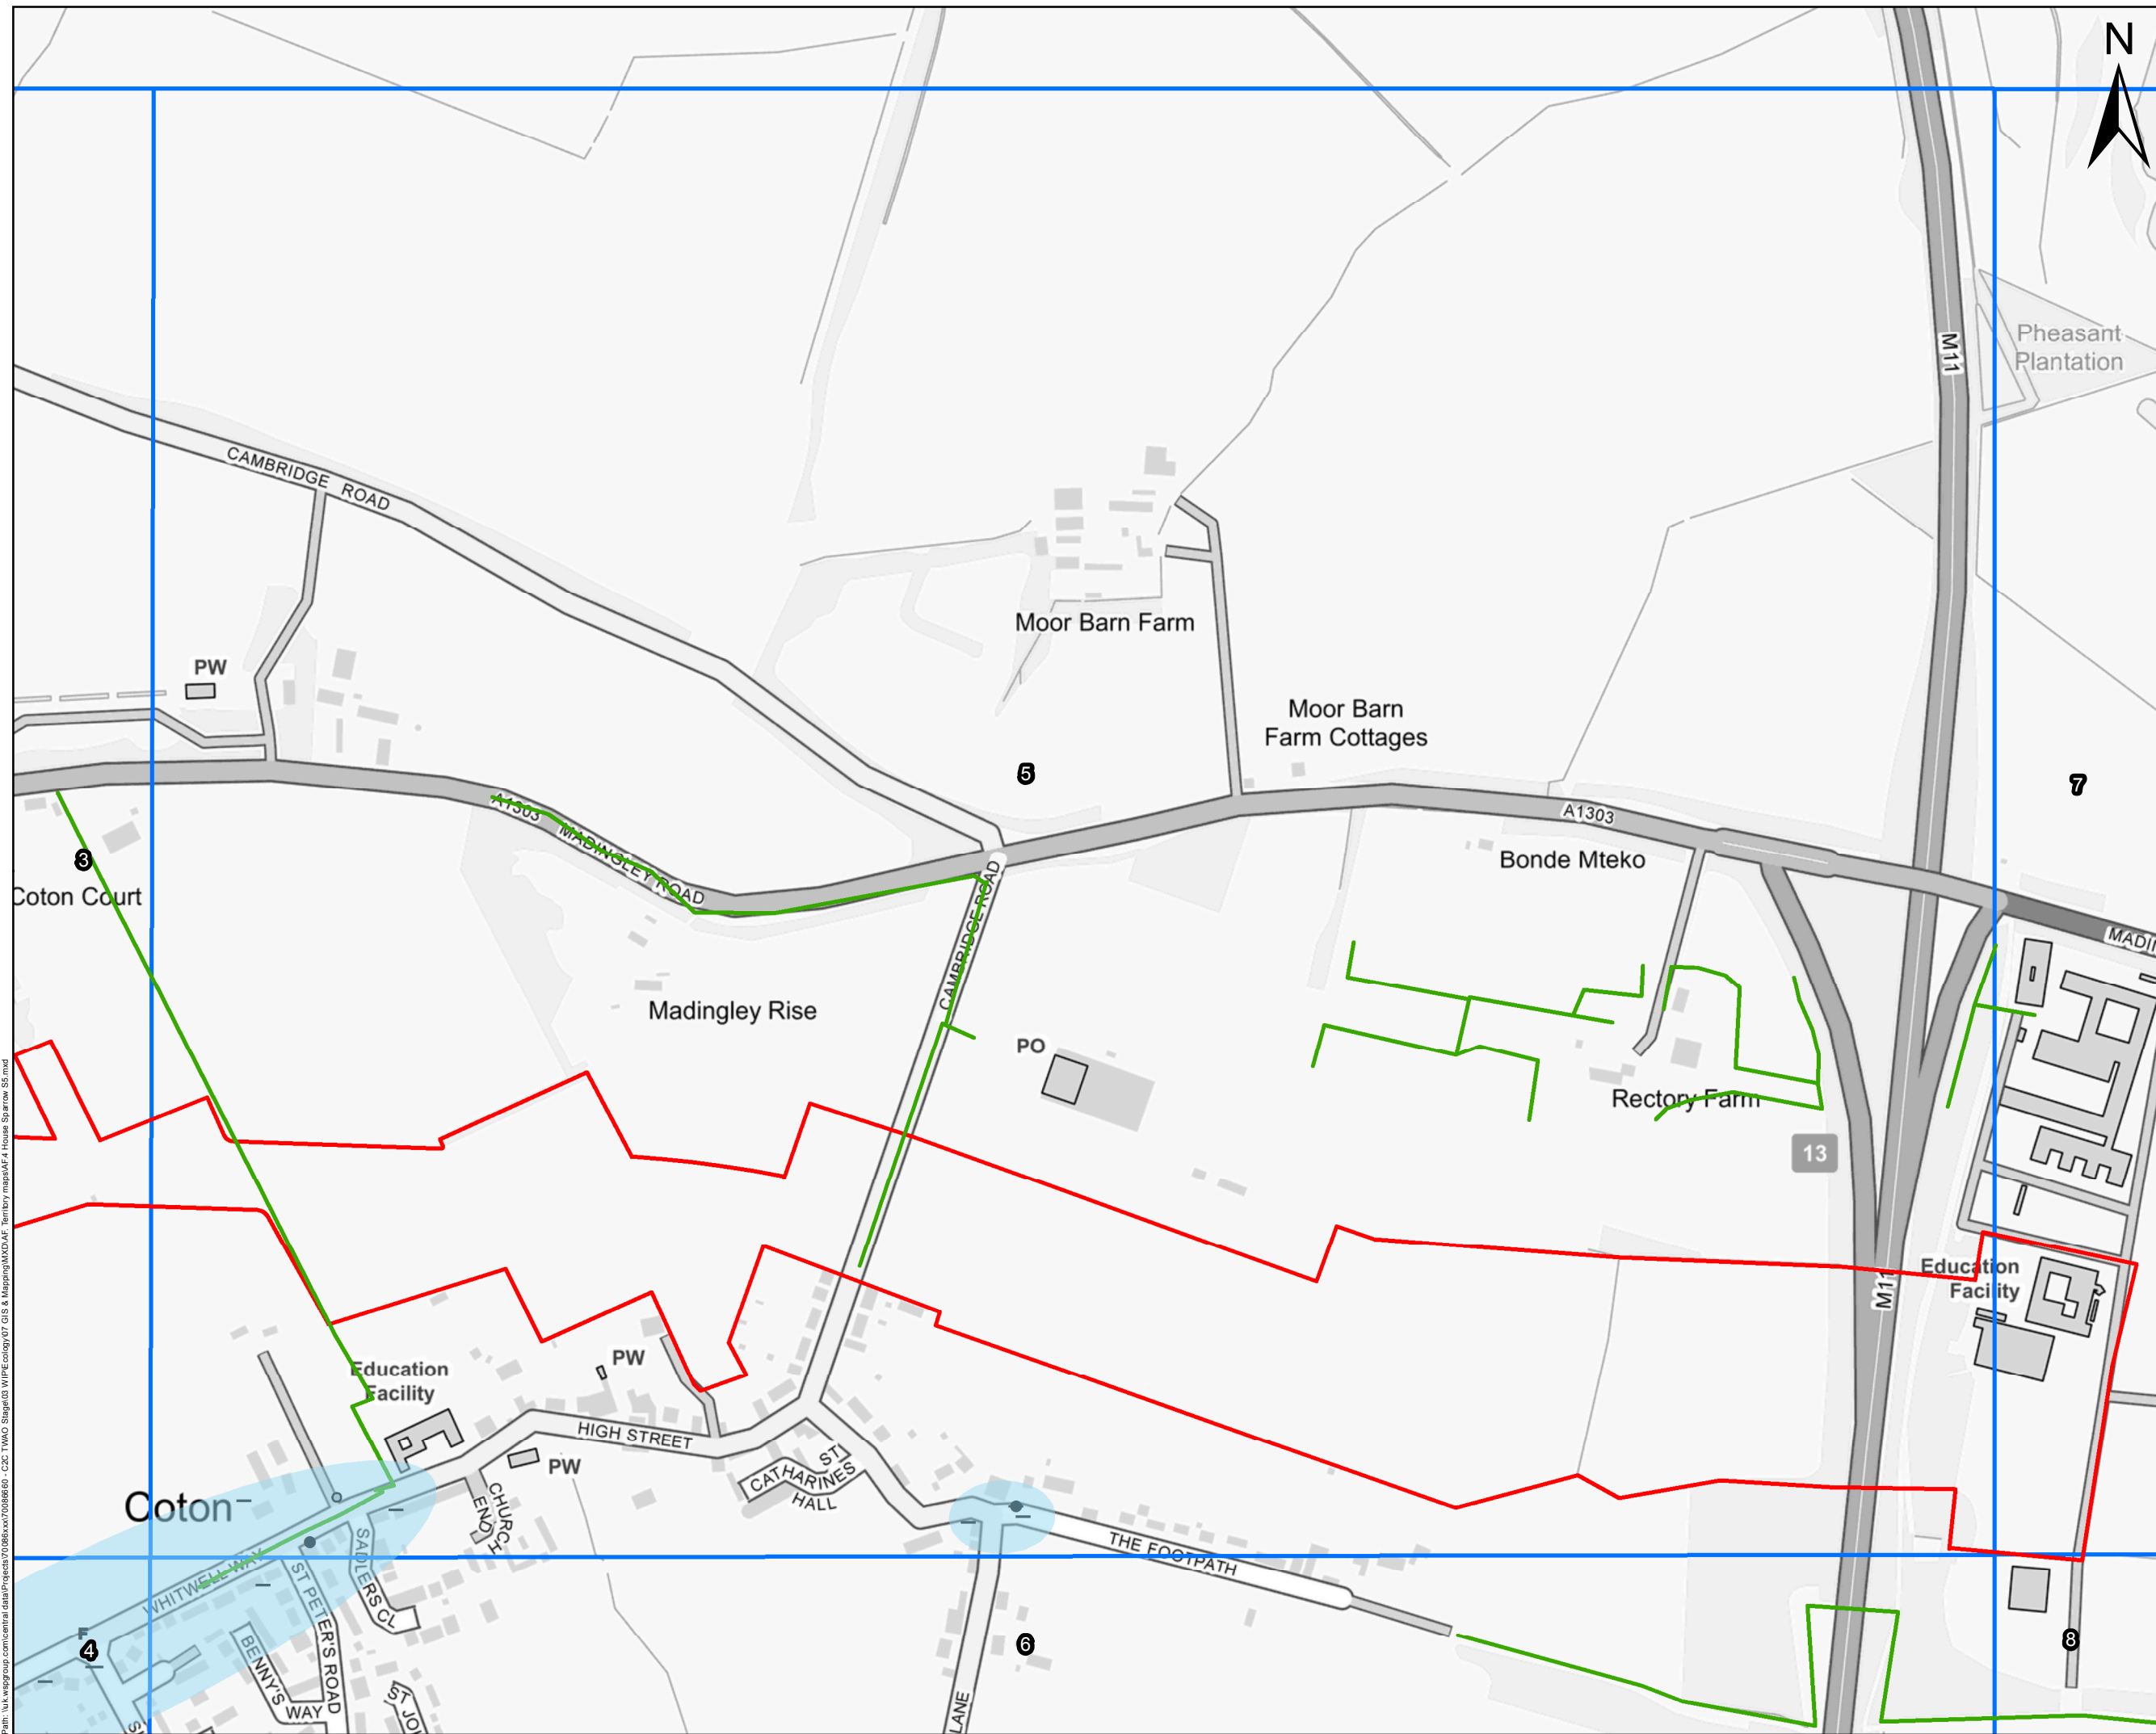 N
M11
Pheasant
Plantation
CAMBRIDGE ROAD
Moor Barn Farm
PW
Moor Barn
Farm Cottages
5
7
A1303
MADINGLEY ROAD
A1303
Bonde Mteko
3
Coton Court
CAMBRIDGE ROAD
Madingley Rise
PO
Rectory Farm
13
Education
Facility
M11
PW
Education
Facility
HIGH STREET
PW
ST
CATHARINES
HALL
CHURCH
END
Coton
THE FOOTPATH
WHITWELL WAY
SADLERS CL
ST PETER'S ROAD
F
4
6
8
BENNY'S
WAY
LANE